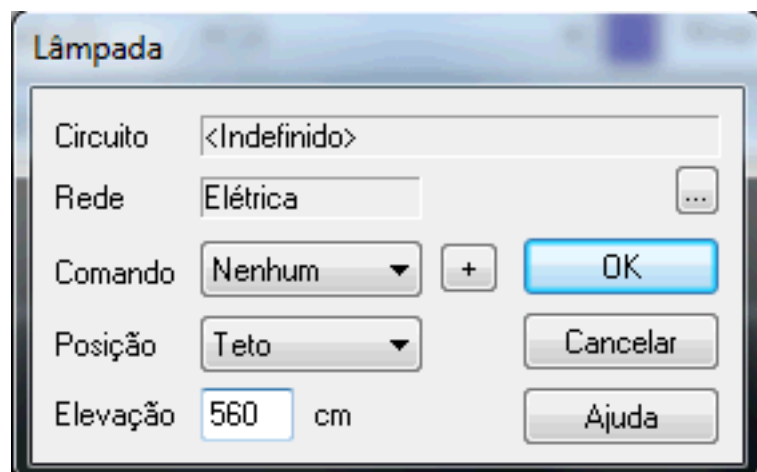 Lâmpada
Circuito <Indefinido>
Rede Elétrica ...
Comando Nenhum + OK
Posição Teto Cancelar
Elevação 560 cm Ajuda